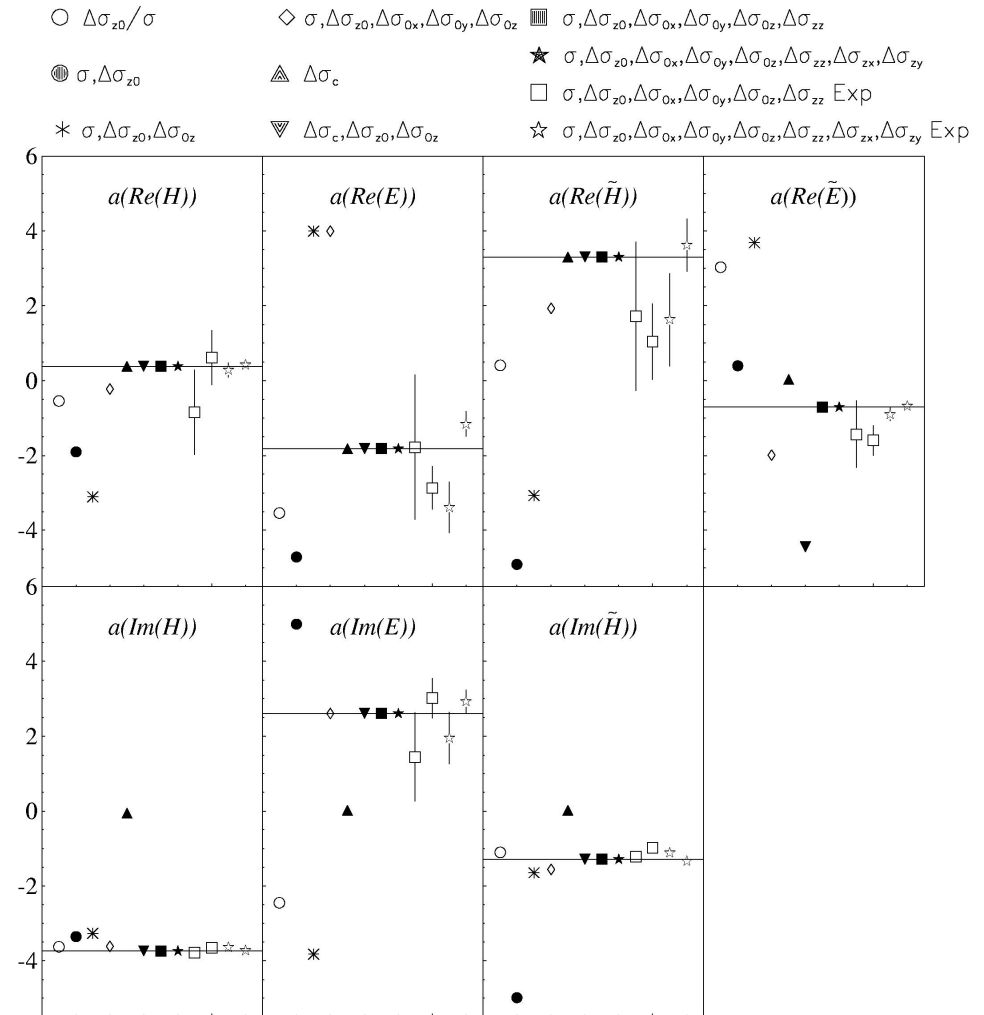 Δσz0/σ
σ,Δσz0,Δσ0x,Δσ0y,Δσ0z
σ,Δσz0,Δσ0x,Δσ0y,Δσ0z,Δσzz
σ,Δσz0
Δσc
σ,Δσz0,Δσ0x,Δσ0y,Δσ0z,Δσzz,Δσzx,Δσzy
σ,Δσz0,Δσ0x,Δσ0y,Δσ0z,Δσzz Exp
σ,Δσz0,Δσ0z
Δσc,Δσz0,Δσ0z
σ,Δσz0,Δσ0x,Δσ0y,Δσ0z,Δσzz,Δσzx,Δσzy Exp
6
a(Re(H))
a(Re(E))
a(Re(H̃))
a(Re(Ẽ))
4
2
0
-2
-4
6
a(Im(H))
a(Im(E))
a(Im(H̃))
4
2
0
-2
-4